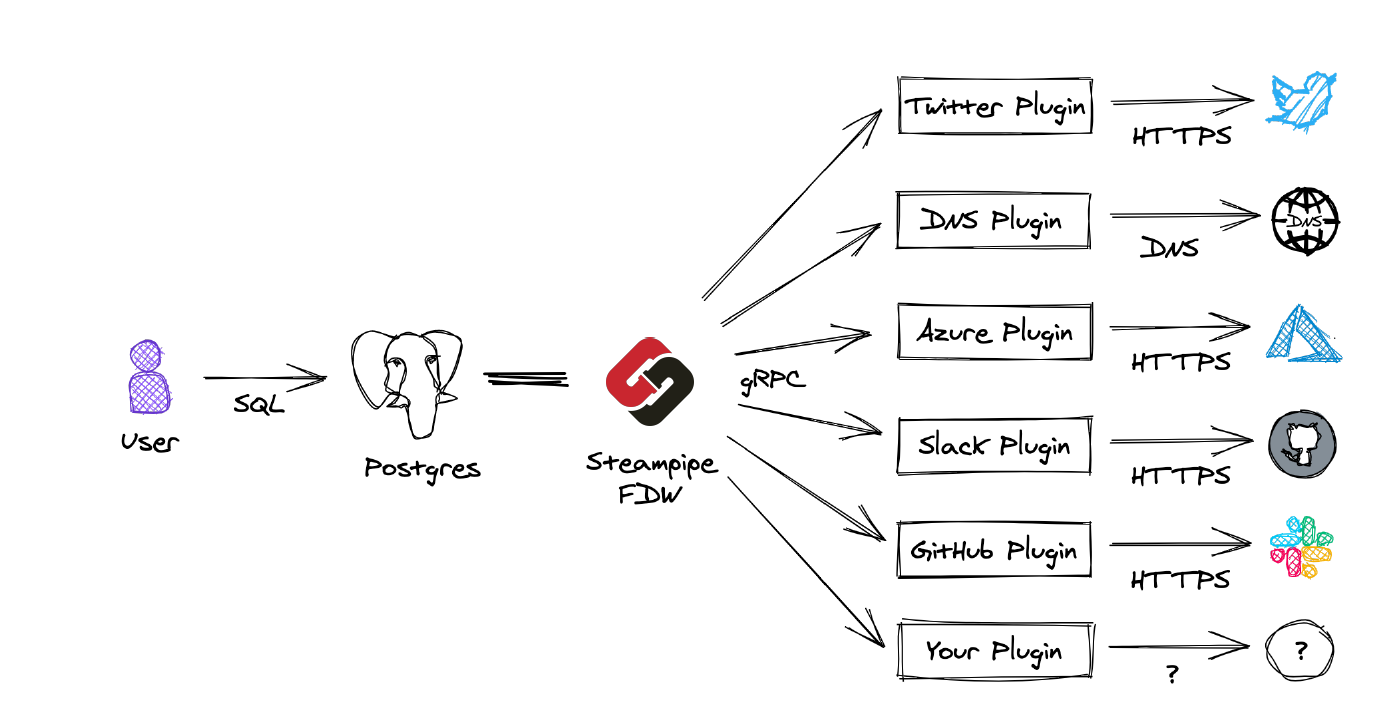 Twitter Plugin
HTTPS
DNS Plugin
DNS
DNS
Azure Plugin
HTTPS
gRPC
SQL
User
Postgres
Steampipe
FDW
Slack Plugin
HTTPS
GitHub Plugin
HTTPS
Your Plugin
?
?